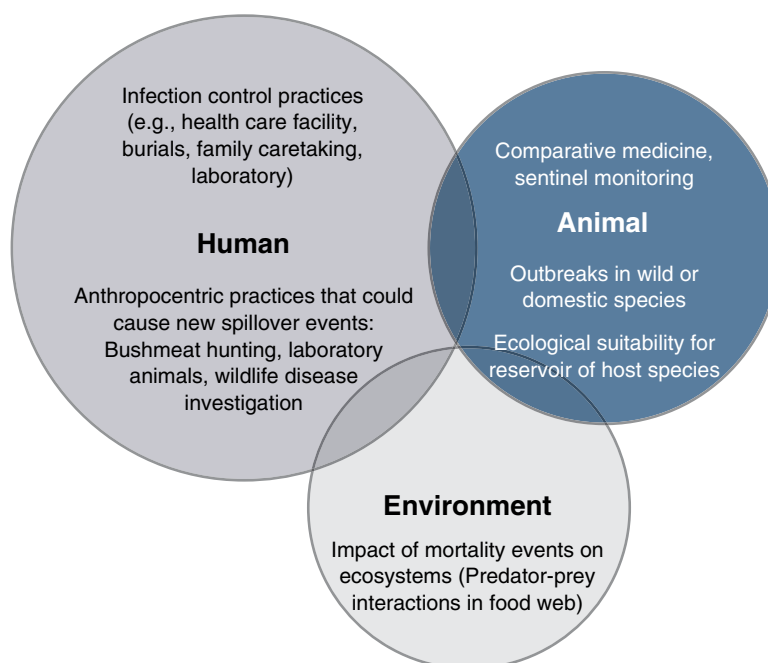 Infection control practices
(e.g., health care facility,
burials, family caretaking,
laboratory)
Human
Anthropocentric practices that could
cause new spillover events:
Bushmeat hunting, laboratory
animals, wildlife disease
investigation
Comparative medicine,
sentinel monitoring
Animal
Outbreaks in wild or
domestic species
Ecological suitability for
reservoir of host species
Environment
Impact of mortality events on
ecosystems (Predator-prey
interactions in food web)